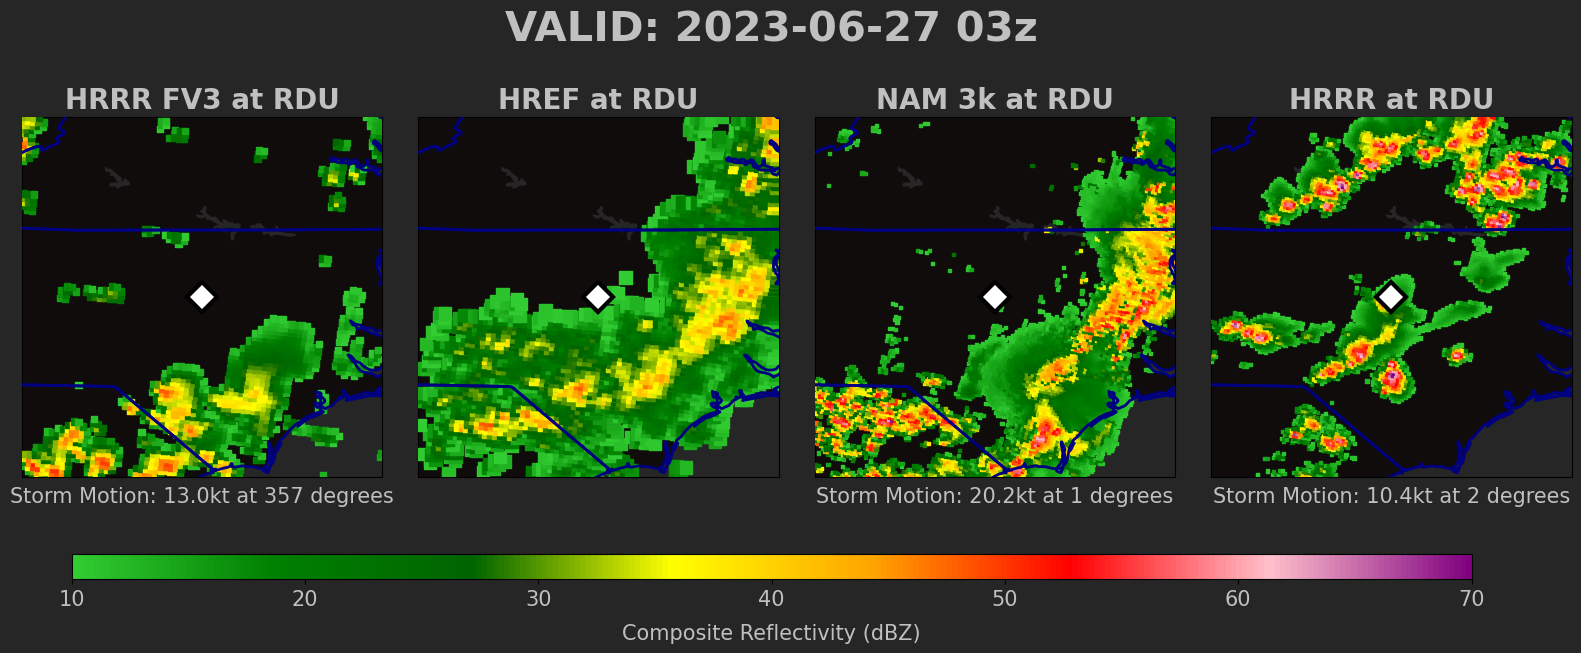 VALID: 2023-06-27 03z
HRRR FV3 at RDU
HREF at RDU
NAM 3k at RDU
HRRR at RDU
Storm Motion: 13.0kt at 357 degrees
Storm Motion: 20.2kt at 1 degrees
Storm Motion: 10.4kt at 2 degrees
10 20 30 40 50 60 70
Composite Reflectivity (dBZ)